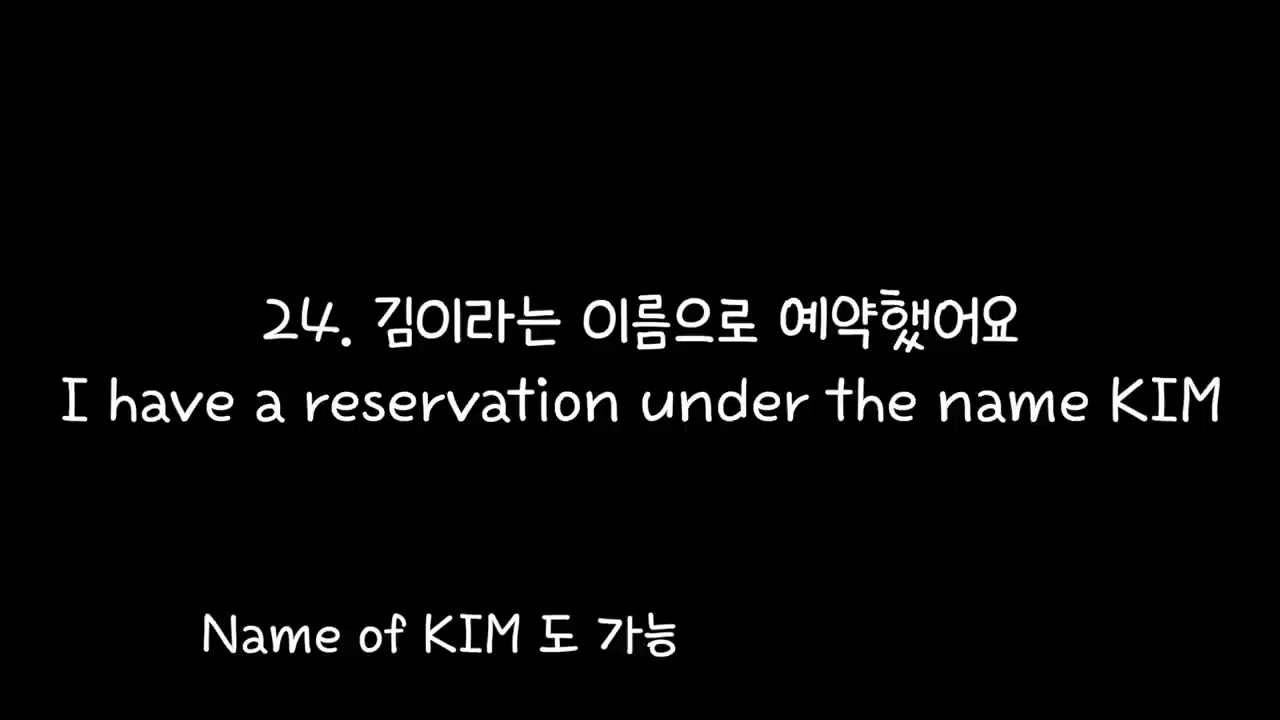 24. 김이라는 이름으로 예약했어요
I have a reservation under the name KIM
Name of KIM 도 가능